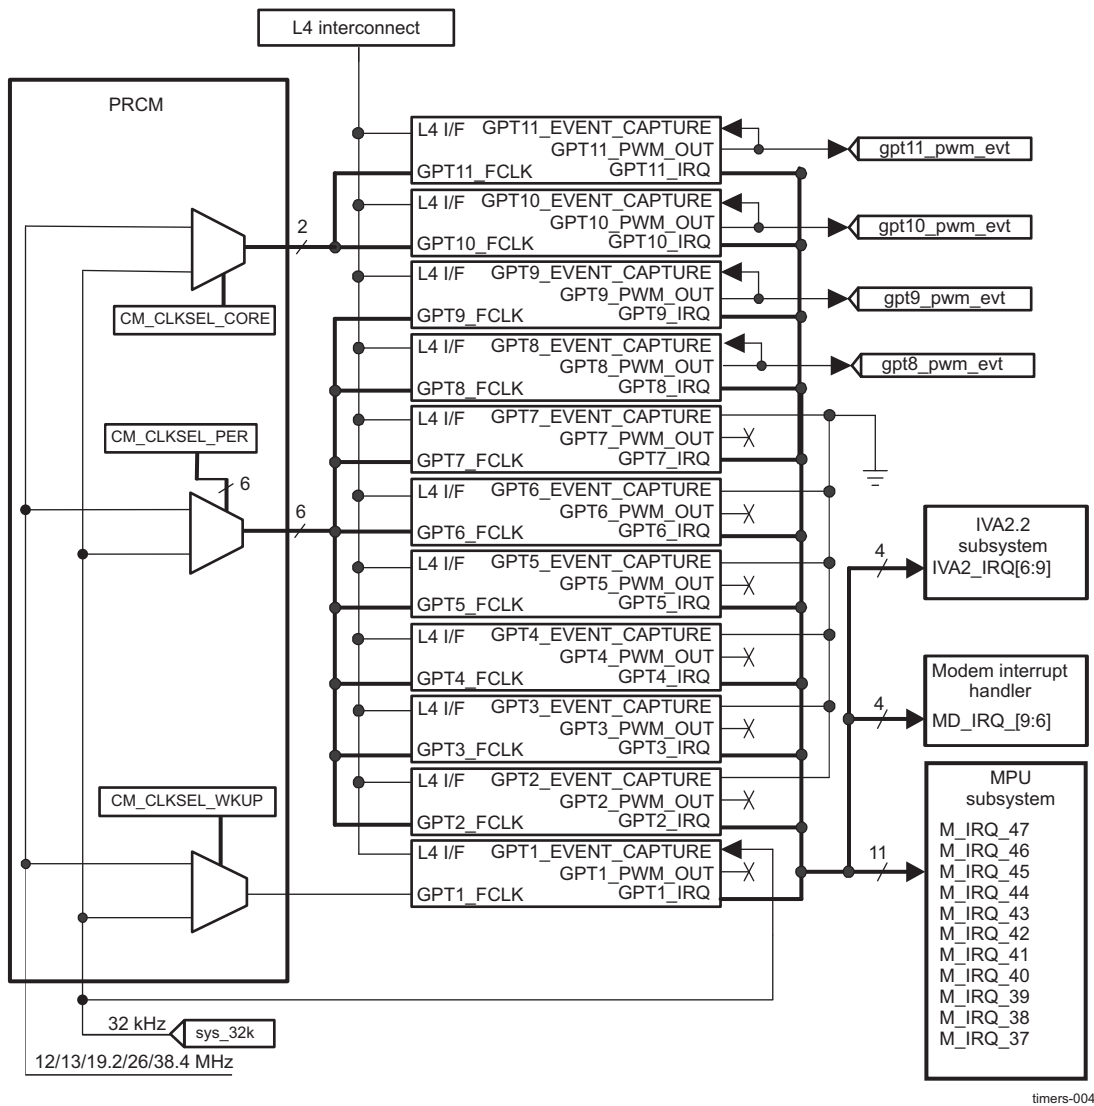 L4 interconnect
PRCM
L4 I/F GPT11_EVENT_CAPTURE
GPT11_PWM_OUT
GPT11_FCLK GPT11_IRQ
gpt11_pwm_evt
L4 I/F GPT10_EVENT_CAPTURE
GPT10_PWM_OUT
GPT10_FCLK GPT10_IRQ
gpt10_pwm_evt
2
L4 I/F GPT9_EVENT_CAPTURE
GPT9_PWM_OUT
GPT9_FCLK GPT9_IRQ
gpt9_pwm_evt
CM_CLKSEL_CORE
L4 I/F GPT8_EVENT_CAPTURE
GPT8_PWM_OUT
GPT8_FCLK GPT8_IRQ
gpt8_pwm_evt
L4 I/F GPT7_EVENT_CAPTURE
GPT7_PWM_OUT
GPT7_FCLK GPT7_IRQ
CM_CLKSEL_PER
6
6
L4 I/F GPT6_EVENT_CAPTURE
GPT6_PWM_OUT
GPT6_FCLK GPT6_IRQ
L4 I/F GPT5_EVENT_CAPTURE
GPT5_PWM_OUT
GPT5_FCLK GPT5_IRQ
4
IVA2.2
subsystem
IVA2_IRQ[6:9]
L4 I/F GPT4_EVENT_CAPTURE
GPT4_PWM_OUT
GPT4_FCLK GPT4_IRQ
L4 I/F GPT3_EVENT_CAPTURE
GPT3_PWM_OUT
GPT3_FCLK GPT3_IRQ
4
Modem interrupt
handler
MD_IRQ_[9:6]
L4 I/F GPT2_EVENT_CAPTURE
GPT2_PWM_OUT
GPT2_FCLK GPT2_IRQ
CM_CLKSEL_WKUP
L4 I/F GPT1_EVENT_CAPTURE
GPT1_PWM_OUT
GPT1_FCLK GPT1_IRQ
11
MPU
subsystem
M_IRQ_47
M_IRQ_46
M_IRQ_45
M_IRQ_44
M_IRQ_43
M_IRQ_42
M_IRQ_41
M_IRQ_40
M_IRQ_39
M_IRQ_38
M_IRQ_37
32 kHz
sys_32k
12/13/19.2/26/38.4 MHz
timers-004